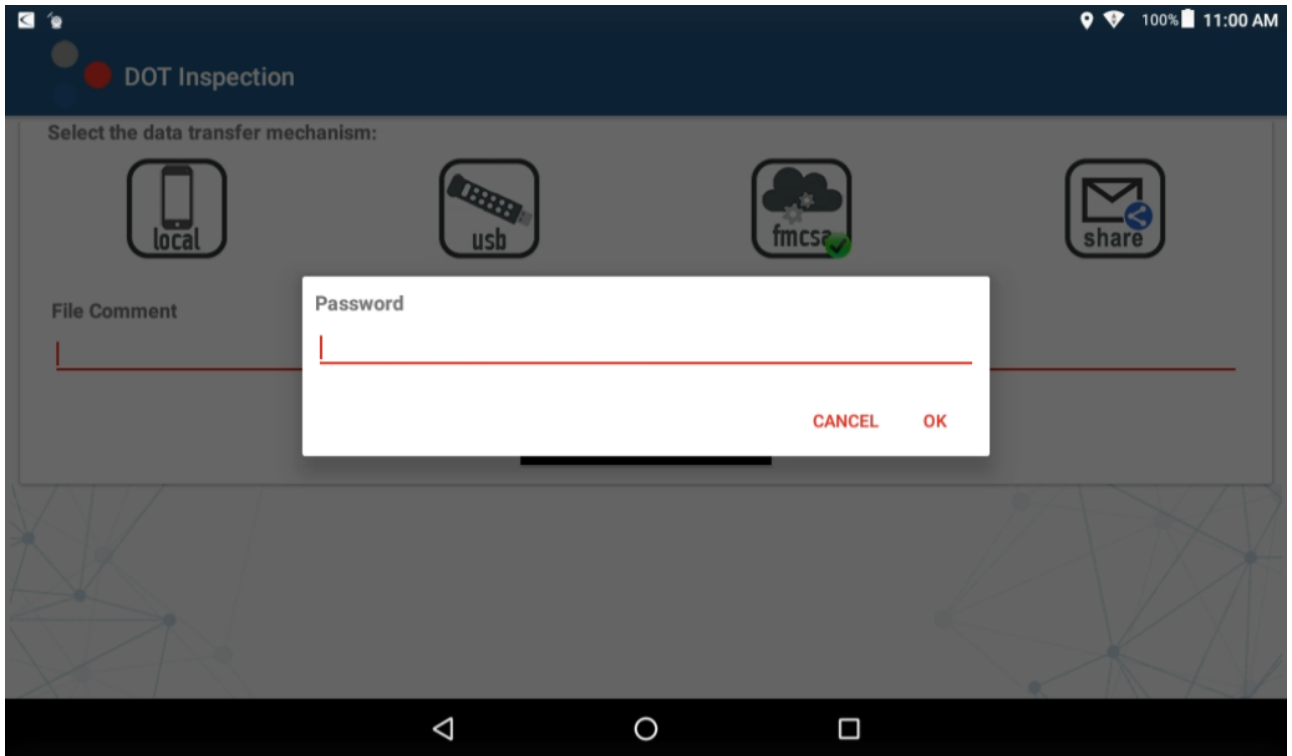 100% 11:00 AM
DOT Inspection
Select the data transfer mechanism:
local
usb
fmcsa
share
File Comment
Password
CANCEL OK